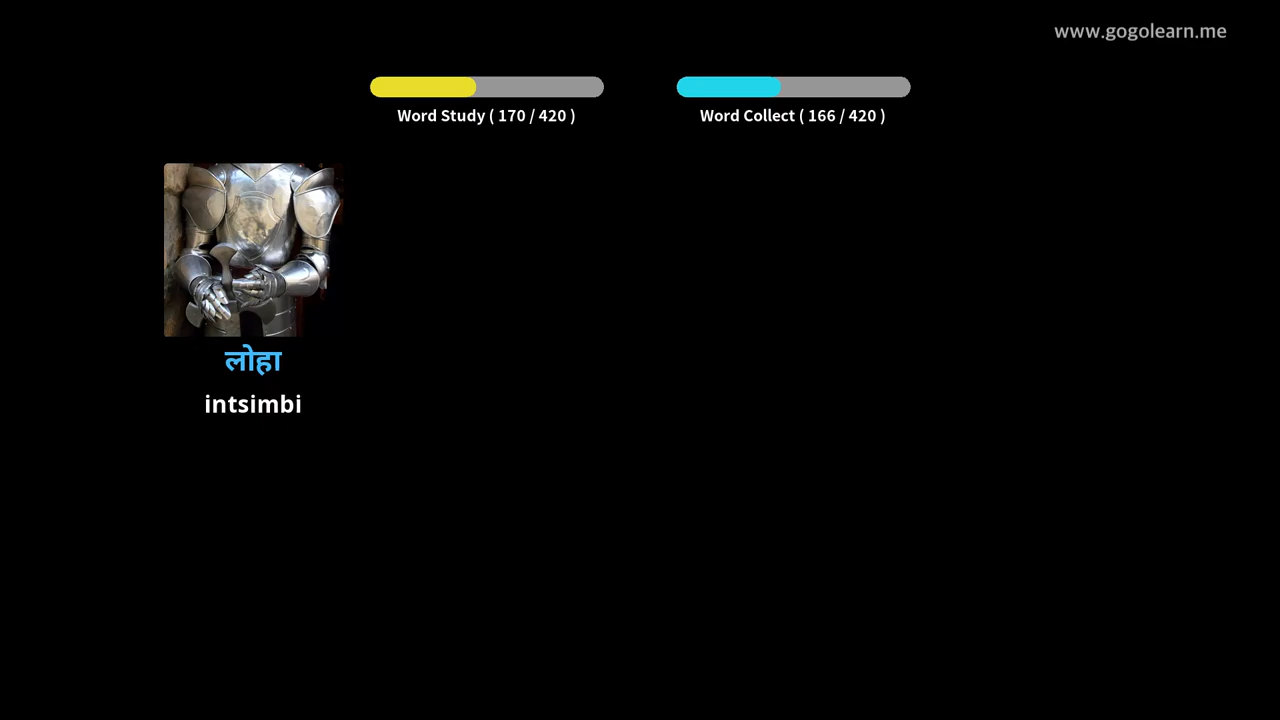 www.gogolearn.me
Word Study ( 170 / 420 )
Word Collect ( 166 / 420 )
लोहा
intsimbi